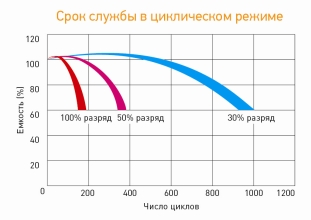 Срок службы в циклическом режиме
Емкость (%)
120
100
80
60
40
20
0
100% разряд
50% разряд
30% разряд
200
400
600
800
1000
1200
Число циклов